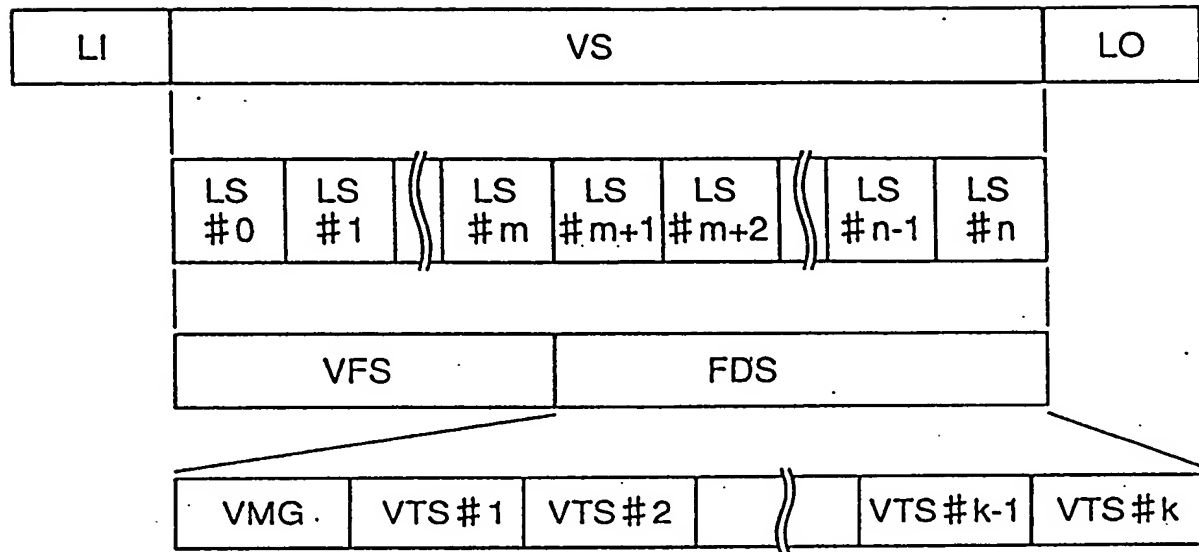 LI VS LO
LS #0 LS #1 LS #m LS #m+1 LS #m+2 LS #n-1 LS #n
VFS FDS
VMG VTS#1 VTS#2 VTS#k-1 VTS#k